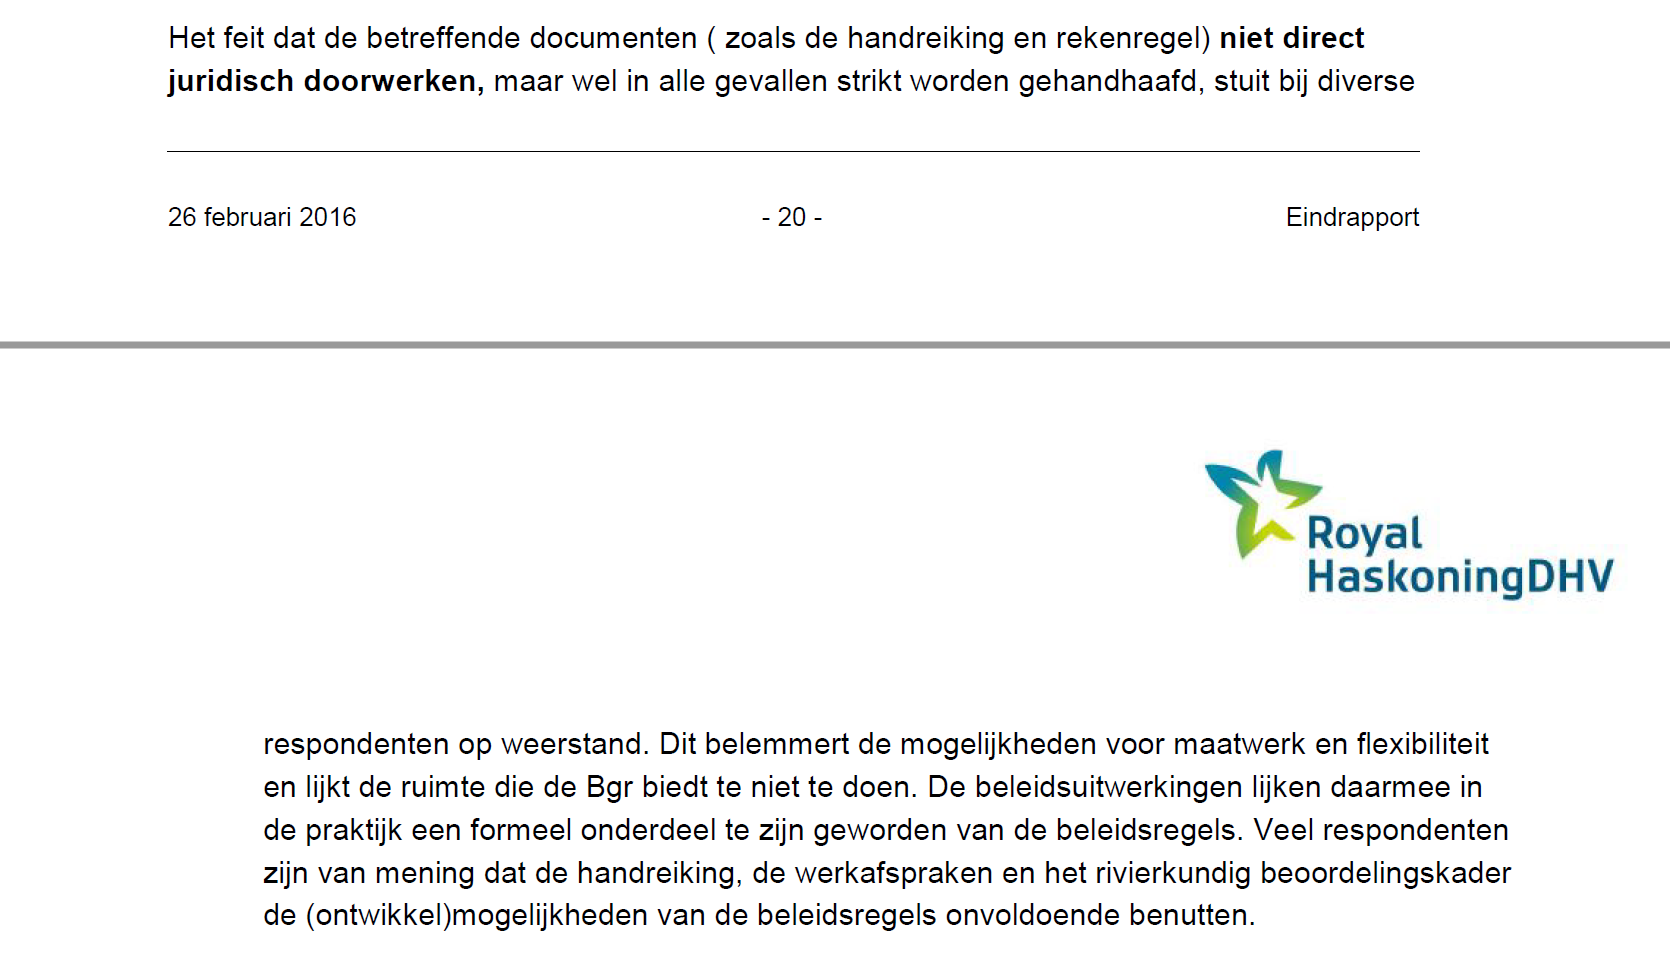 Het feit dat de betreffende documenten ( zoals de handreiking en rekenregel) niet direct
juridisch doorwerken, maar wel in alle gevallen strikt worden gehandhaafd, stuit bij diverse
26 februari 2016 - 20 - Eindrapport
Royal
HaskoningDHV
respondenten op weerstand. Dit belemmert de mogelijkheden voor maatwerk en flexibiliteit
en lijkt de ruimte die de Bgr biedt te niet te doen. De beleidsuitwerkingen lijken daarmee in
de praktijk een formeel onderdeel te zijn geworden van de beleidsregels. Veel respondenten
zijn van mening dat de handreiking, de werkafspraken en het rivierkundig beoordelingskader
de (ontwikkel)mogelijkheden van de beleidsregels onvoldoende benutten.